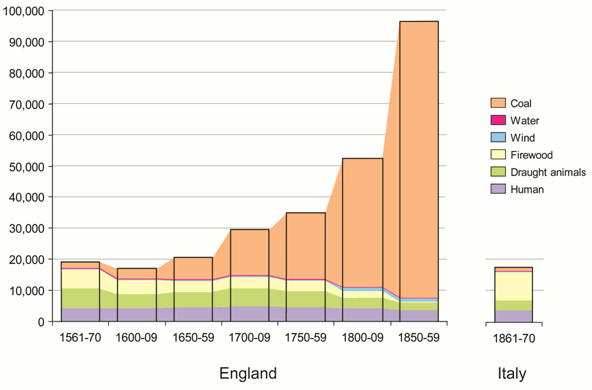 100,000
90,000
80,000
70,000
60,000
50,000
40,000
30,000
20,000
10,000
0
1561-70 1600-09 1650-59 1700-09 1750-59 1800-09 1850-59
England
Coal
Water
Wind
Firewood
Draught animals
Human
1861-70
Italy